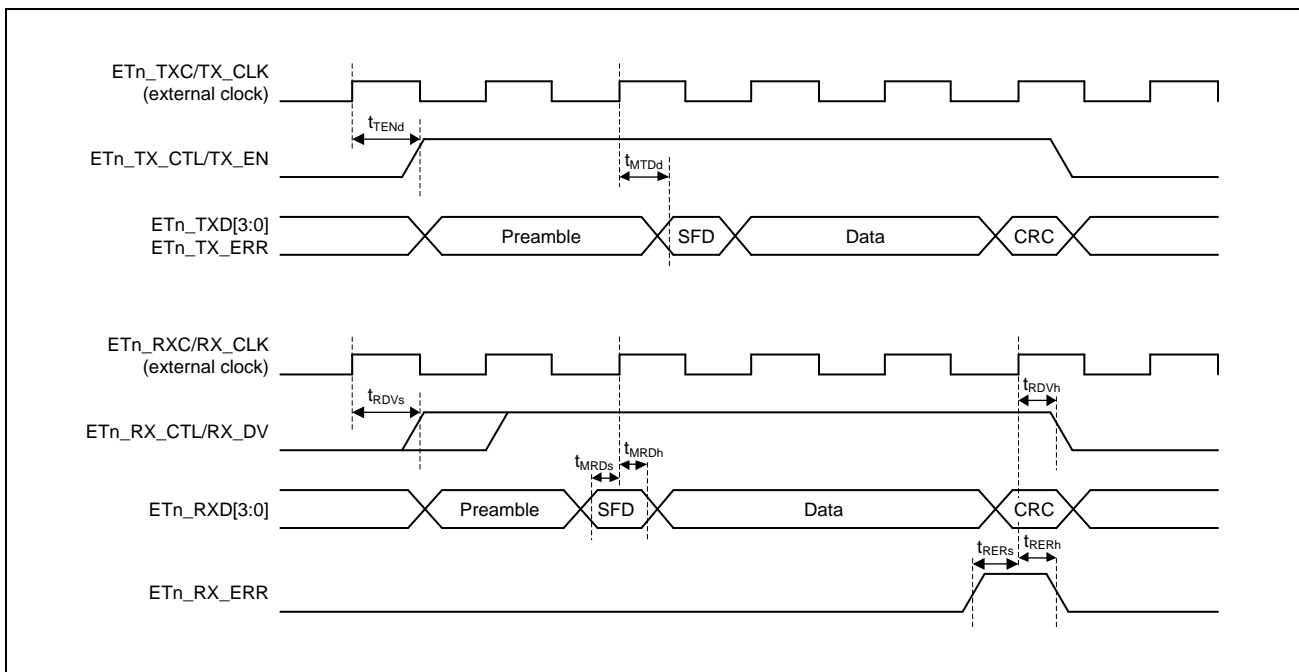 ETn_TXC/TX_CLK
(external clock)
tTENd
ETn_TX_CTL/TX_EN
tMTDd
ETn_TXD[3:0]
ETn_TX_ERR
Preamble
SFD
Data
CRC
ETn_RXC/RX_CLK
(external clock)
tRDVs
tRDVh
ETn_RX_CTL/RX_DV
tMRDs
tMRDh
ETn_RXD[3:0]
Preamble
SFD
Data
CRC
tRERs
tRERh
ETn_RX_ERR